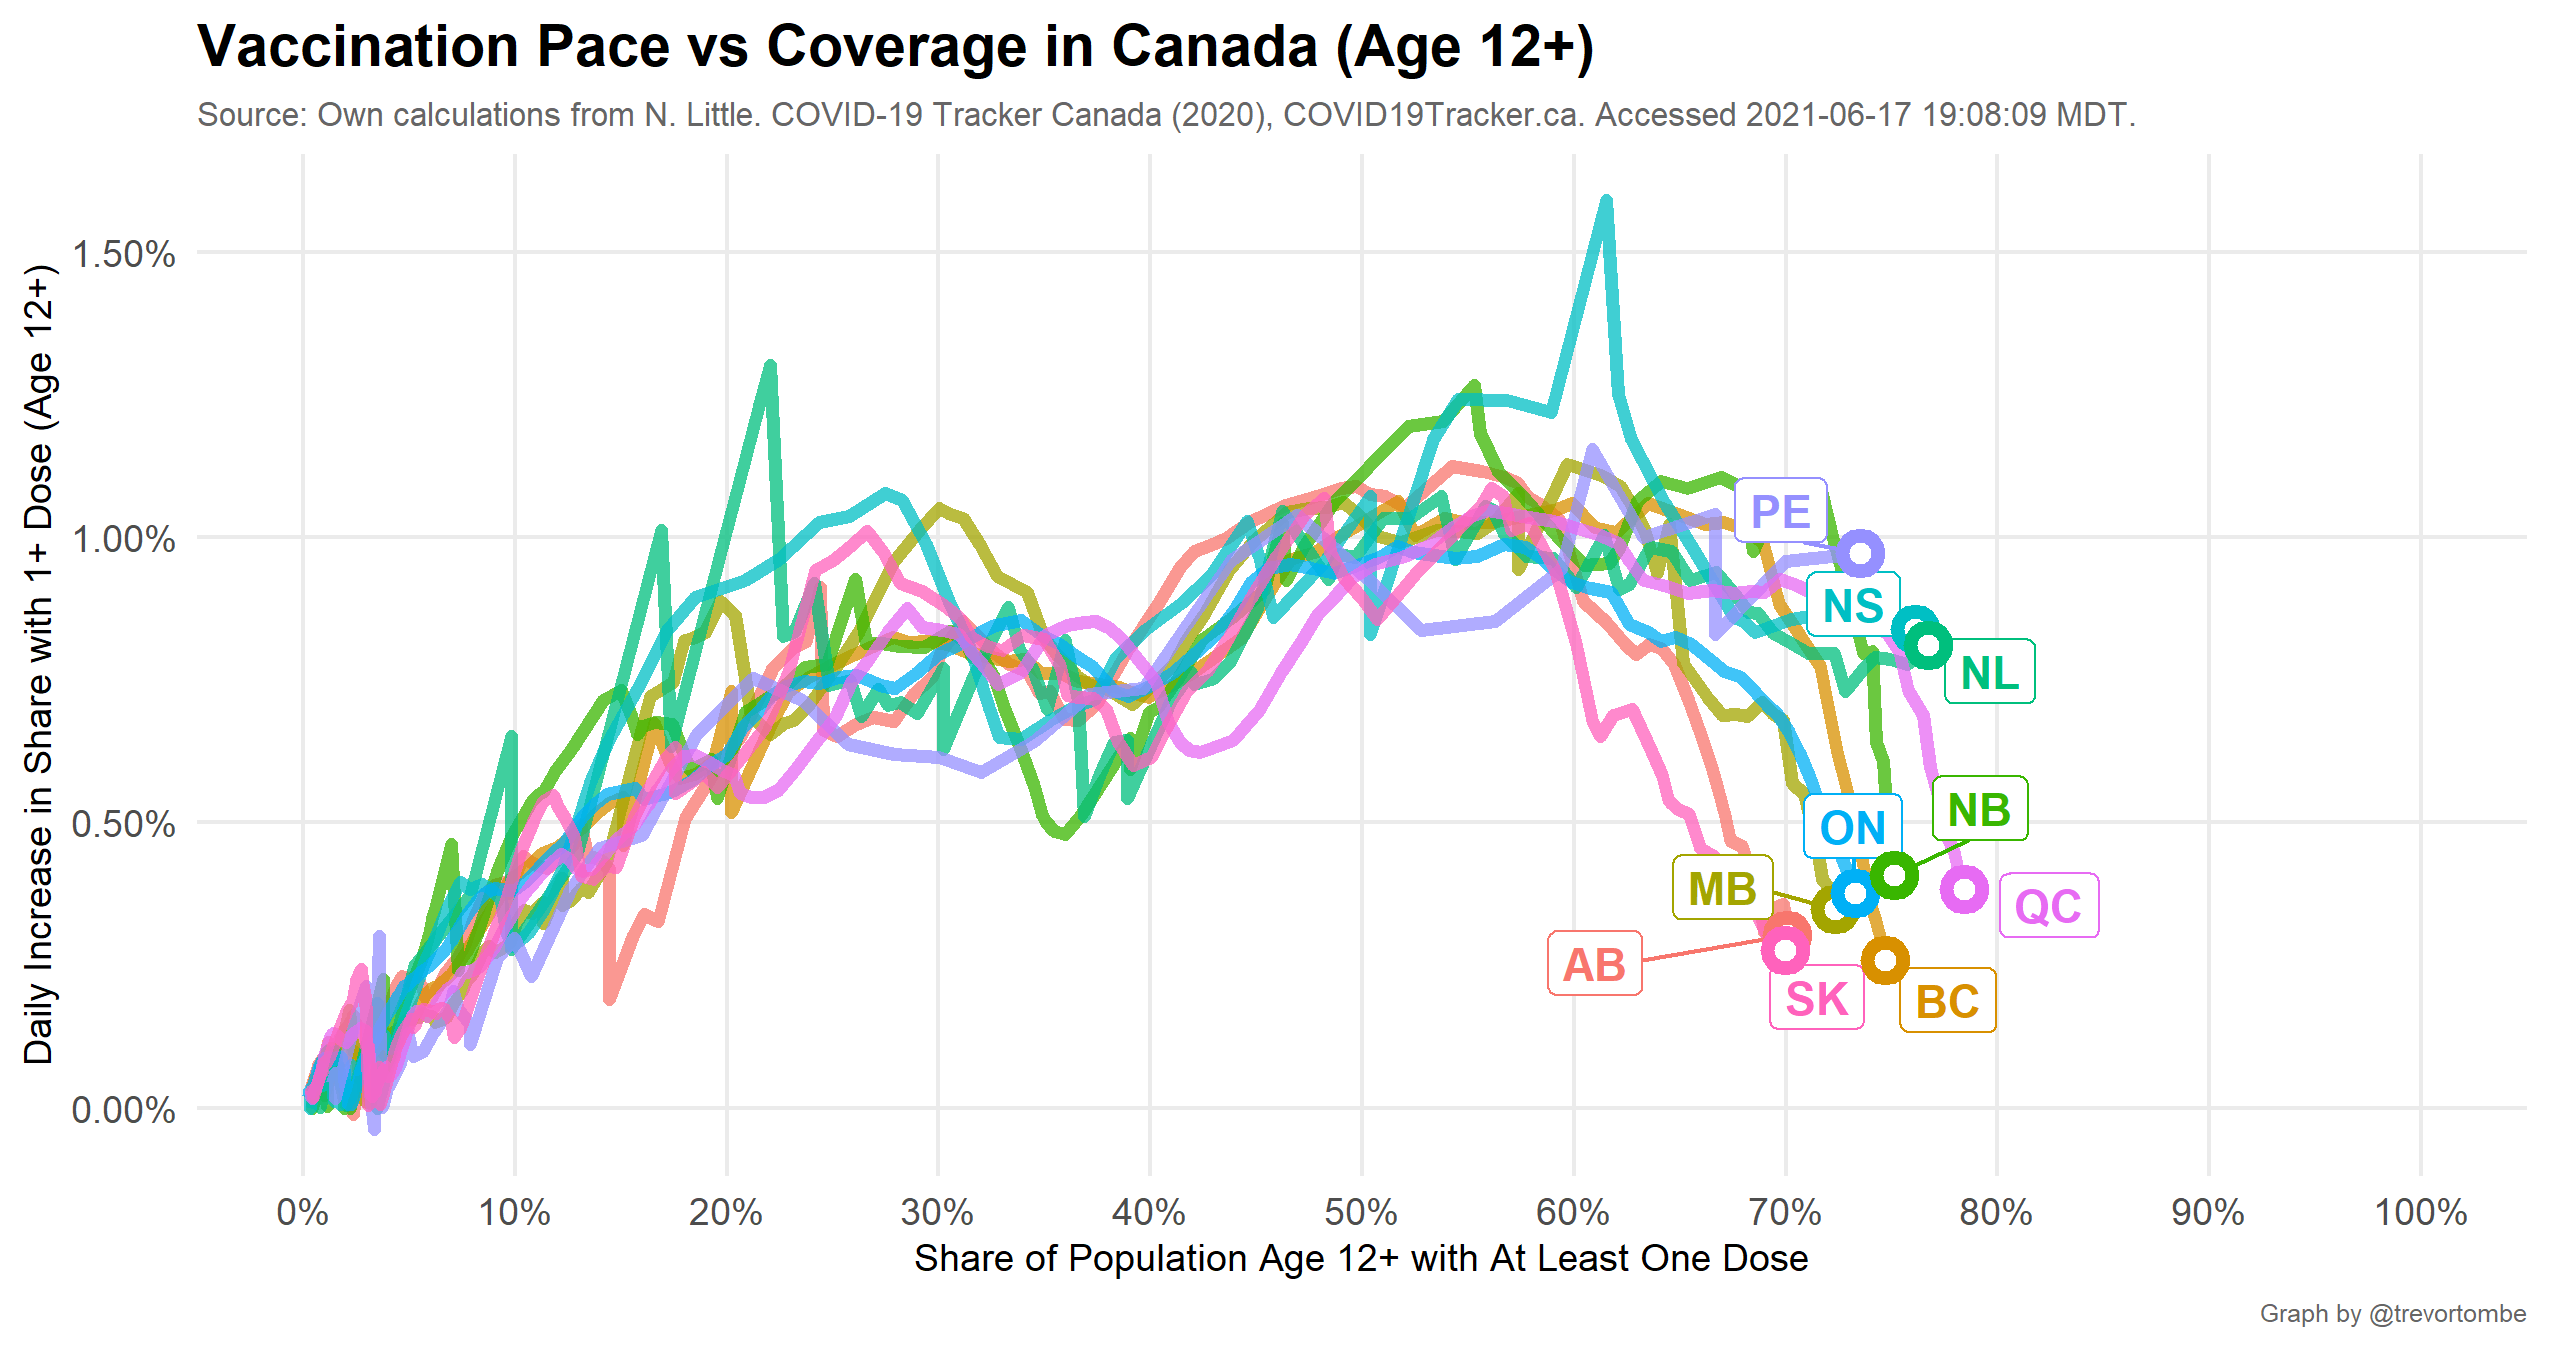 Vaccination Pace vs Coverage in Canada (Age 12+)
Source: Own calculations from N. Little. COVID-19 Tracker Canada (2020), COVID19Tracker.ca. Accessed 2021-06-17 19:08:09 MDT.
Daily Increase in Share with 1+ Dose (Age 12+)
1.50%
1.00%
0.50%
0.00%
PE
NS
NL
NB
ON
MB
QC
AB
SK
BC
0% 10% 20% 30% 40% 50% 60% 70% 80% 90% 100%
Share of Population Age 12+ with At Least One Dose
Graph by @trevortombe